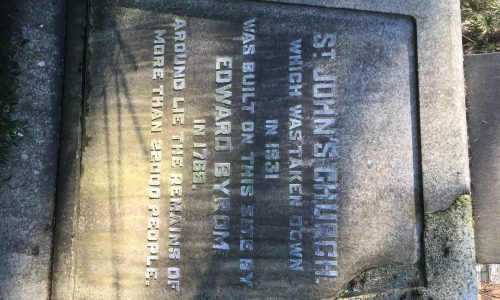 ST. JOHN'S CHURCH.
WHICH WAS TAKEN DOWN
IN 1931
WAS BUILT ON THIS SITE BY
EDWARD BYROM
IN 1769.
AROUND LIE THE REMAINS OF
MORE THAN 22000 PEOPLE.